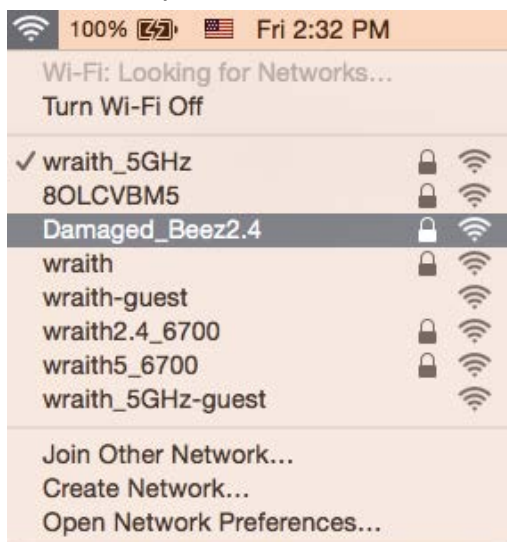 100% Fri 2:32 PM
Wi-Fi: Looking for Networks...
Turn Wi-Fi Off
✓ wraith_5GHz
8OLCVBM5
Damaged_Beez2.4
wraith
wraith-guest
wraith2.4_6700
wraith5_6700
wraith_5GHz-guest
Join Other Network...
Create Network...
Open Network Preferences...